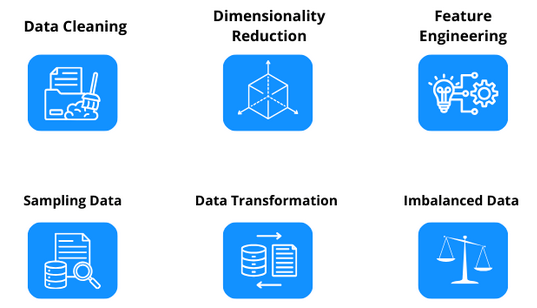 Data Cleaning
Dimensionality
Reduction
Feature
Engineering
Sampling Data
Data Transformation
Imbalanced Data